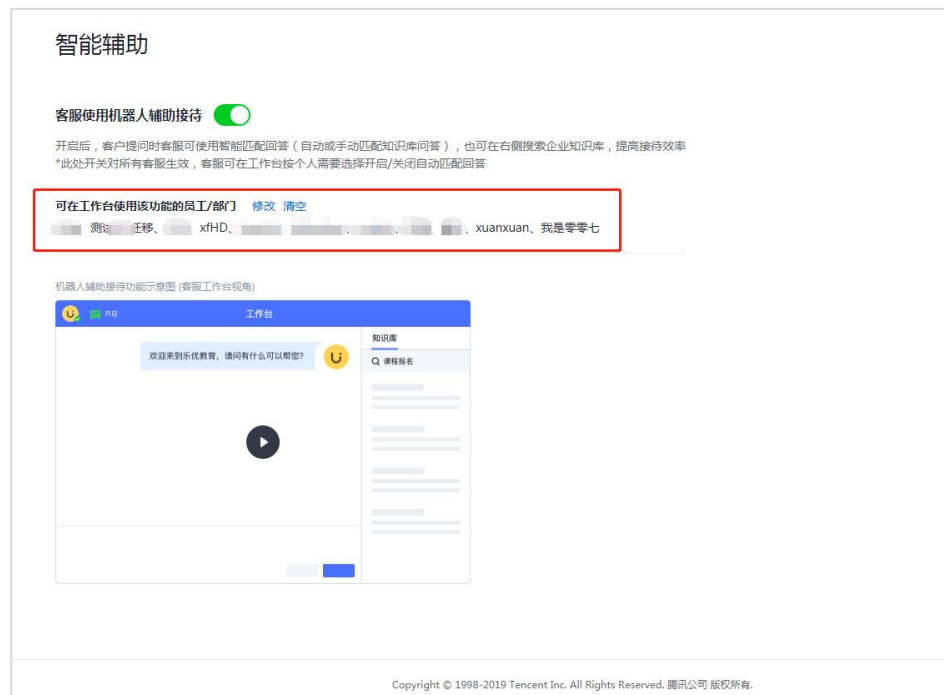 智能辅助
客服使用机器人辅助接待
开启后，客户提问时客服可使用智能匹配回答（自动或手动匹配知识库问答），也可在右侧搜索企业知识库，提高接待效率
*此处开关对所有客服生效，客服可在工作台按个人需要选择开启/关闭自动匹配回答
可在工作台使用该功能的员工/部门 修改 清空
移、 xfHD、 、 、 、xuanxuan、我是零零七
机器人辅助接待功能示意图 (客服工作台视角)
开启 工作台
知识库
欢迎来到乐优教育，请问有什么可以帮您?
课程报名
Copyright © 1998-2019 Tencent Inc. All Rights Reserved. 腾讯公司 版权所有.